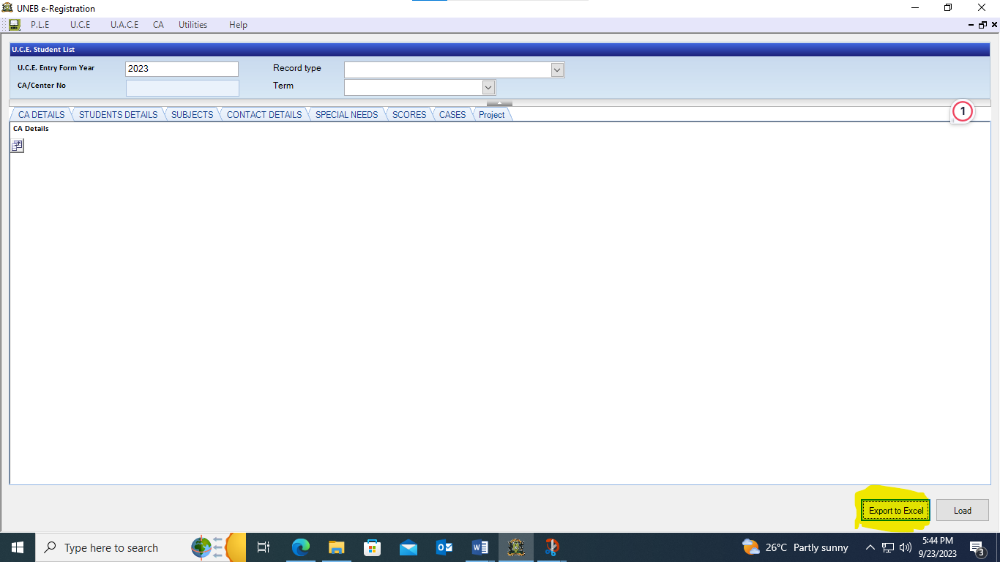 UNEB e-Registration
P.L.E U.C.E U.A.C.E CA Utilities Help
U.C.E. Student List
U.C.E. Entry Form Year 2023 Record type
CA/Center No Term
CA DETAILS STUDENTS DETAILS SUBJECTS CONTACT DETAILS SPECIAL NEEDS SCORES CASES Project
1
CA Details
Export to Excel Load
Type here to search
26°C Partly sunny
5:44 PM
9/23/2023
3